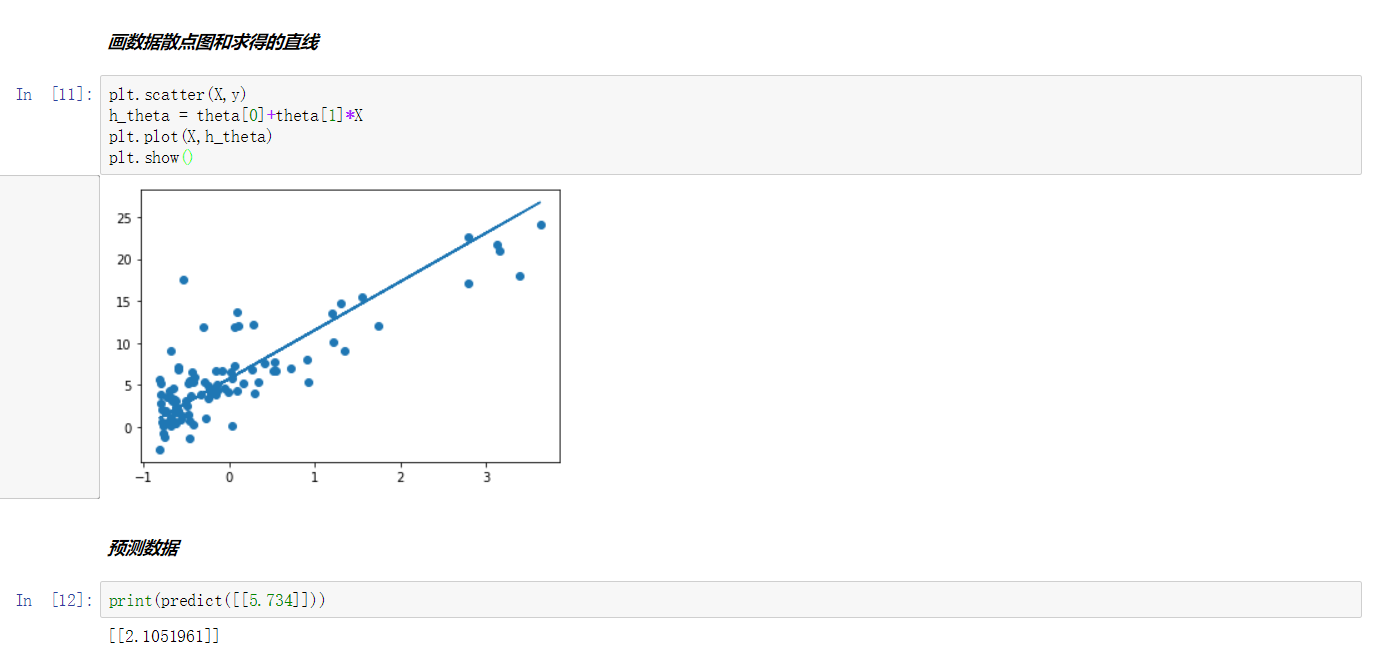 画数据散点图和求得的直线
In [11]:
plt.scatter(X,y)
h_theta = theta[0]+theta[1]*X
plt.plot(X,h_theta)
plt.show()
25
20
15
10
5
0
−1 0 1 2 3
预测数据
In [12]: print(predict([[5.734]]))
[[2.1051961]]